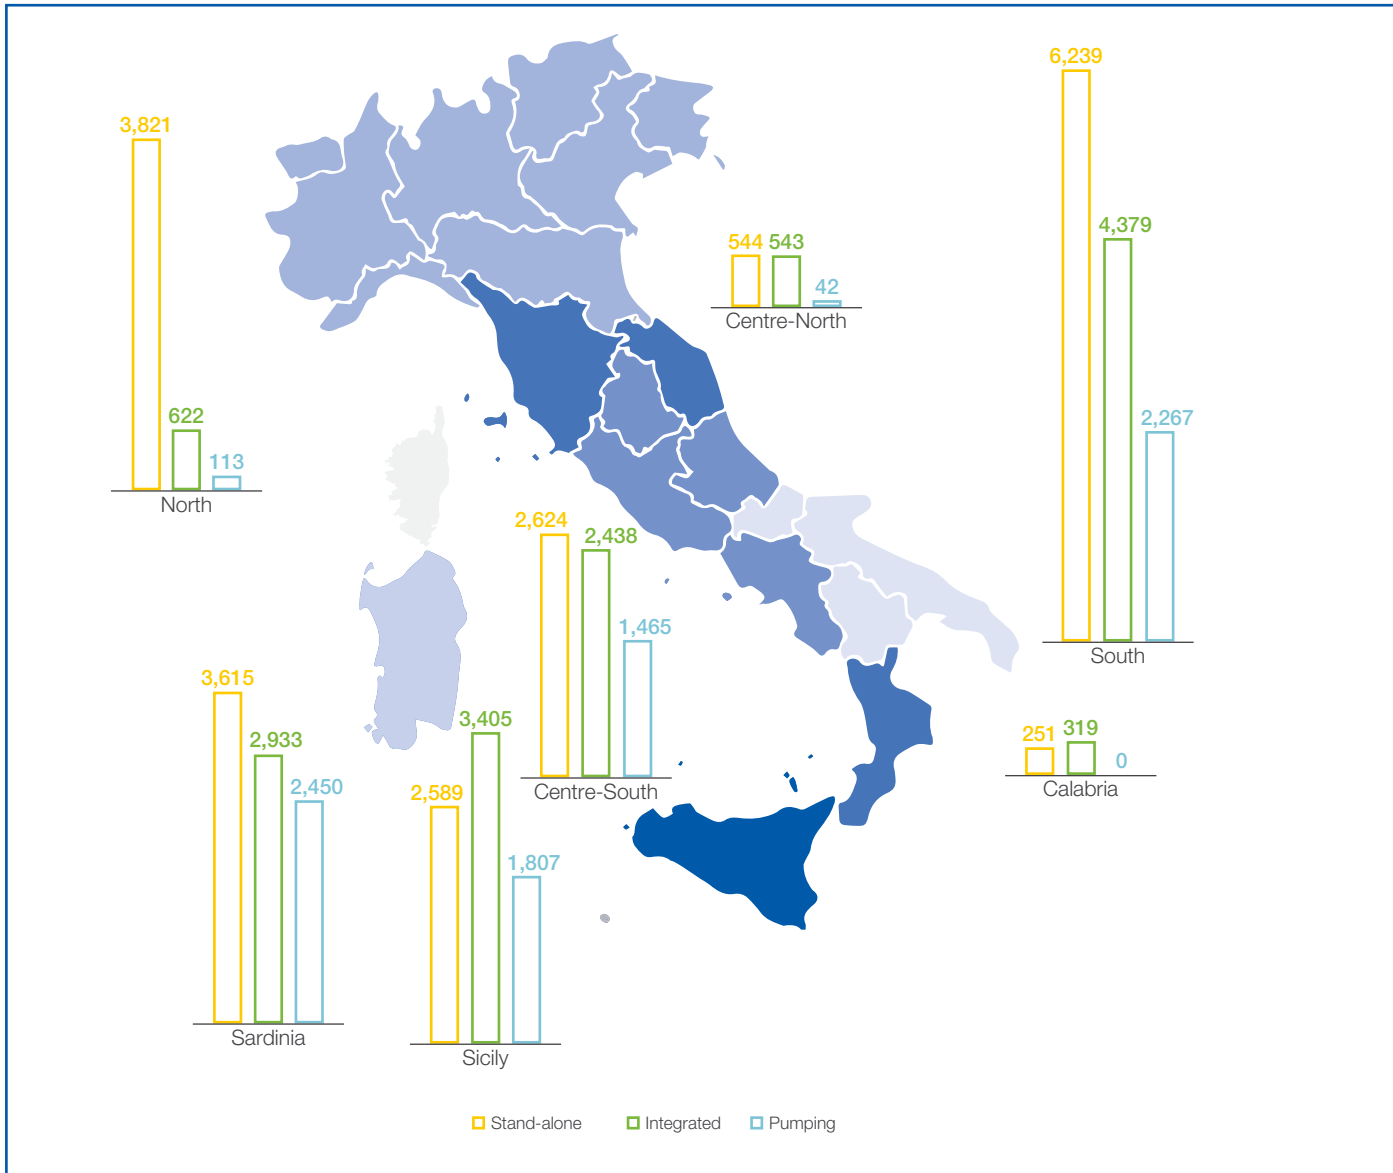 6,239
3,821
4,379
544 543
42
Centre-North
622
113
North
2,267
South
2,624
2,438
1,465
Centre-South
3,615
2,933
2,450
Sardinia
2,589
3,405
1,807
Sicily
251 319
0
Calabria
Stand-alone Integrated Pumping